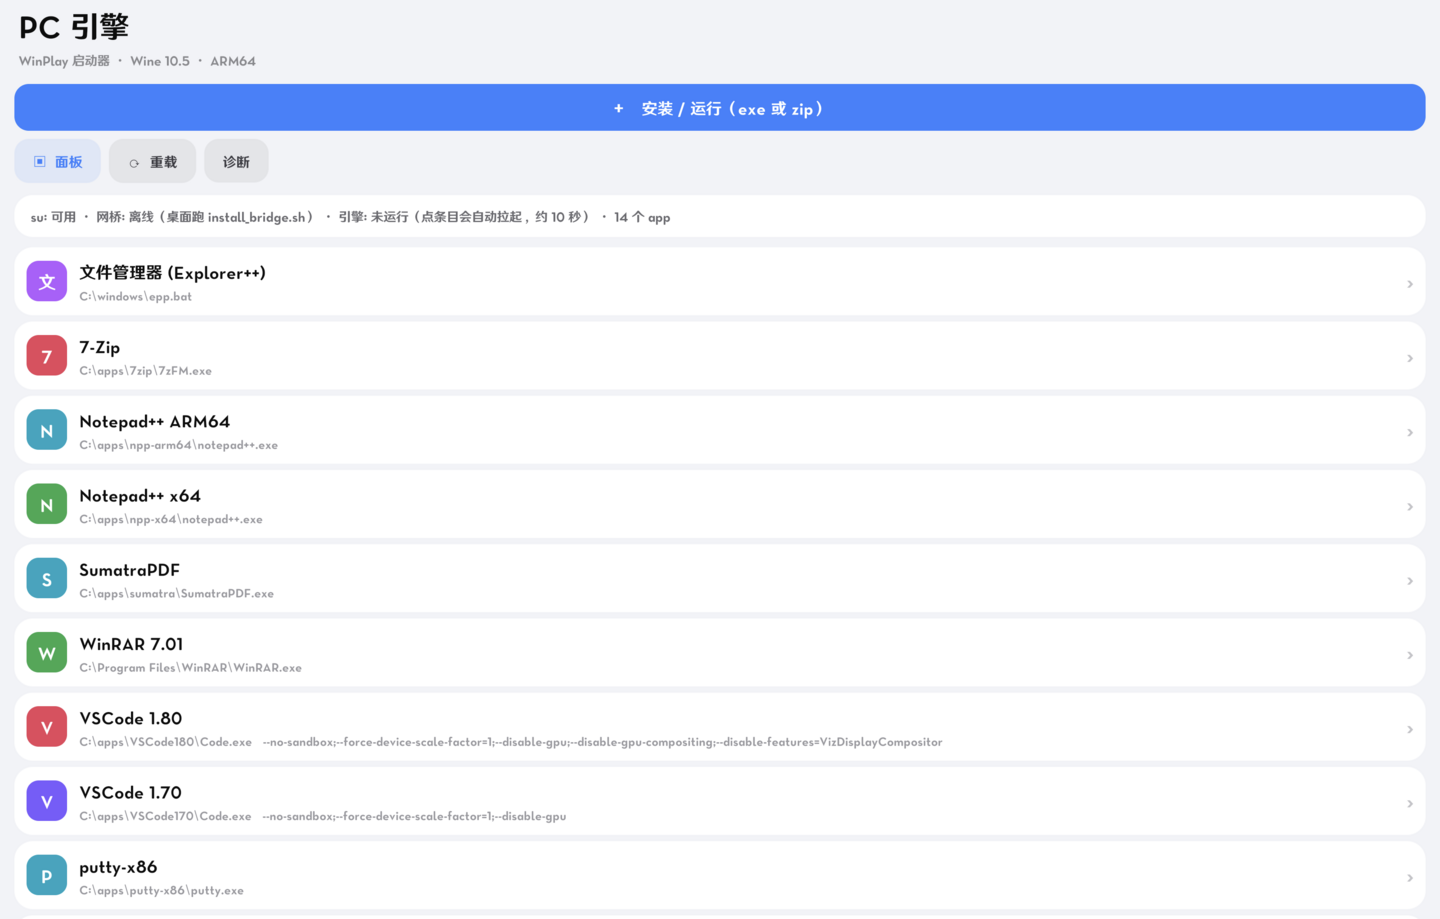 PC 引擎
WinPlay 启动器 · Wine 10.5 · ARM64
+ 安装 / 运行（exe 或 zip）
面板 重载 诊断
su: 可用 · 网桥: 离线（桌面跑 install_bridge.sh） · 引擎: 未运行（点条目会自动拉起，约 10 秒） · 14 个 app
文 文件管理器 (Explorer++)
C:\windows\epp.bat
7 7-Zip
C:\apps\7zip\7zFM.exe
N Notepad++ ARM64
C:\apps\npp-arm64\notepad++.exe
N Notepad++ x64
C:\apps\npp-x64\notepad++.exe
S SumatraPDF
C:\apps\sumatra\SumatraPDF.exe
W WinRAR 7.01
C:\Program Files\WinRAR\WinRAR.exe
V VSCode 1.80
C:\apps\VSCode180\Code.exe --no-sandbox;--force-device-scale-factor=1;--disable-gpu;--disable-gpu-compositing;--disable-features=VizDisplayCompositor
V VSCode 1.70
C:\apps\VSCode170\Code.exe --no-sandbox;--force-device-scale-factor=1;--disable-gpu
P putty-x86
C:\apps\putty-x86\putty.exe